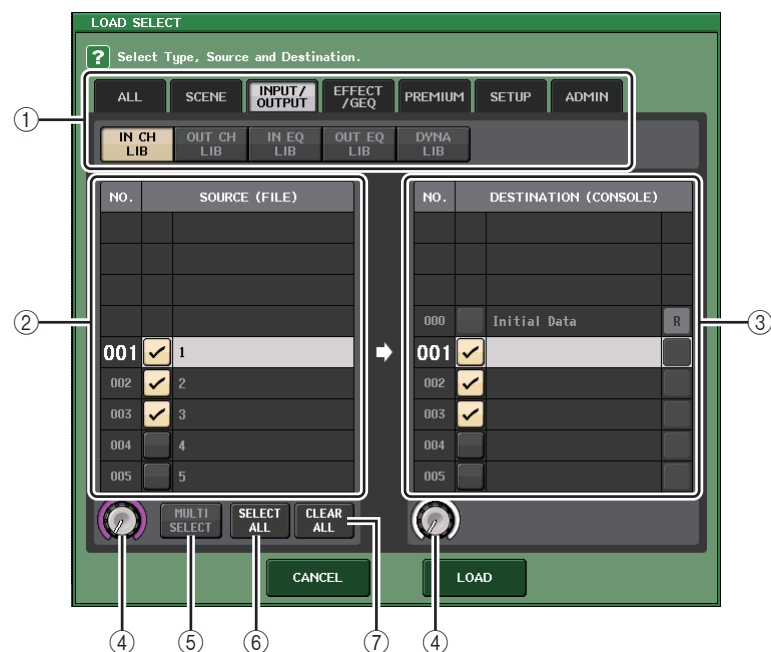 LOAD SELECT
? Select Type, Source and Destination.
ALL SCENE INPUT/ OUTPUT EFFECT /GEQ PREMIUM SETUP ADMIN
①
IN CH LIB OUT CH LIB IN EQ LIB OUT EQ LIB DYNA LIB
NO. SOURCE (FILE) NO. DESTINATION (CONSOLE)
② 000 Initial Data R ③
001 1 001
002 2 002
003 3 003
004 4 004
005 5 005
MULTI SELECT SELECT ALL CLEAR ALL
CANCEL LOAD
④ ⑤ ⑥ ⑦ ④